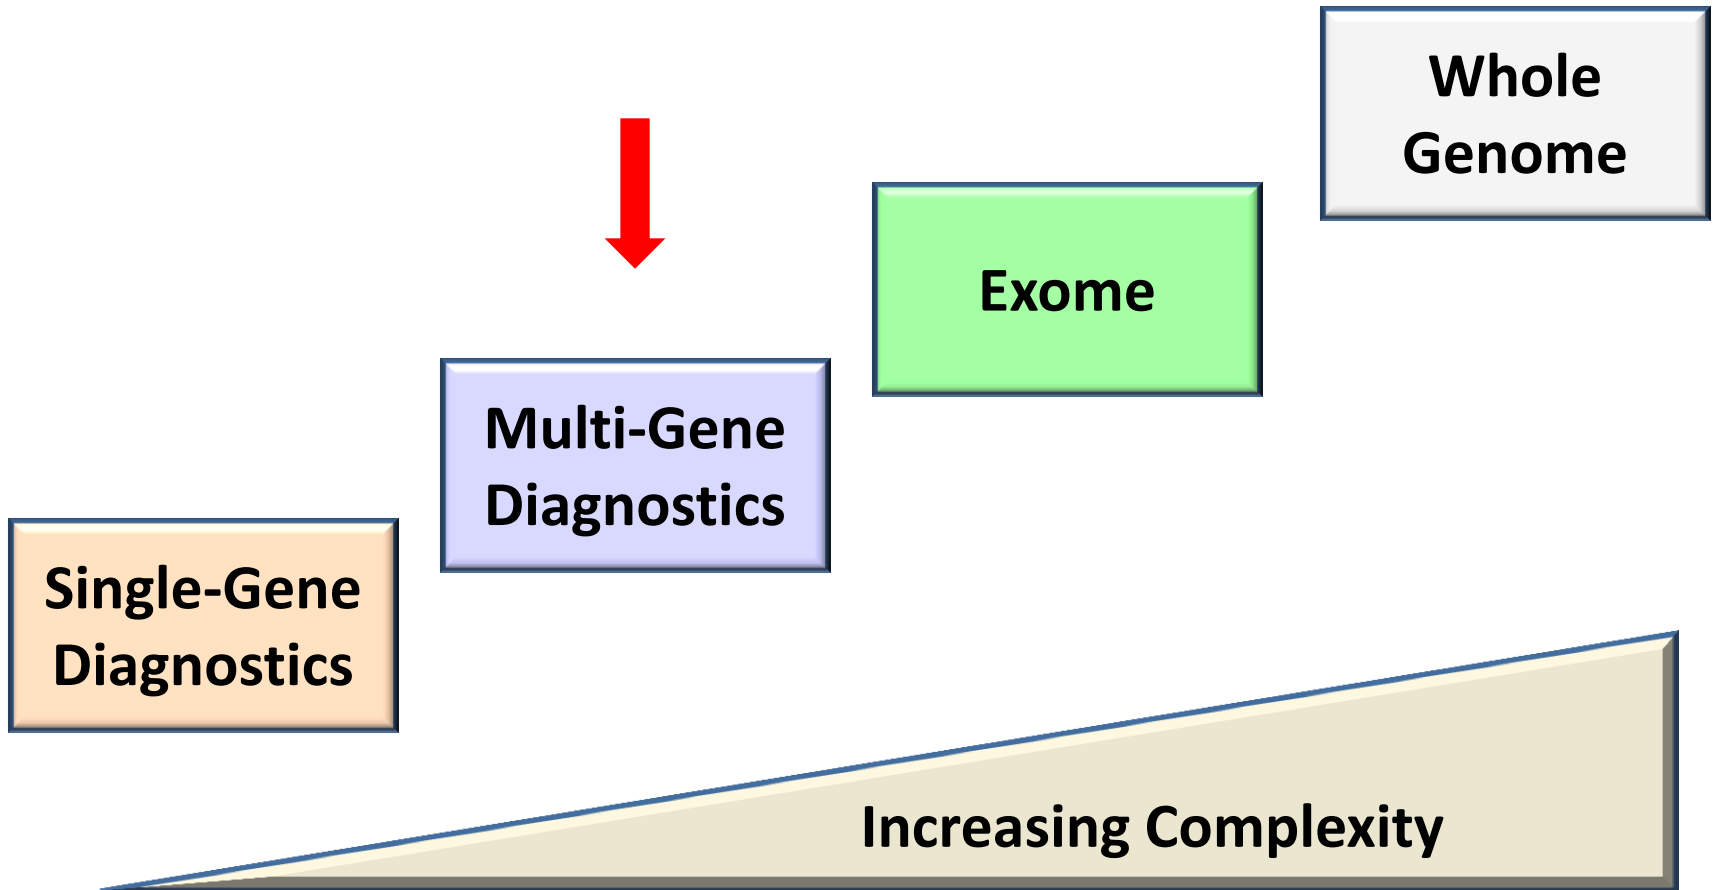 Whole
Genome
Exome
Multi-Gene
Diagnostics
Single-Gene
Diagnostics
Increasing Complexity